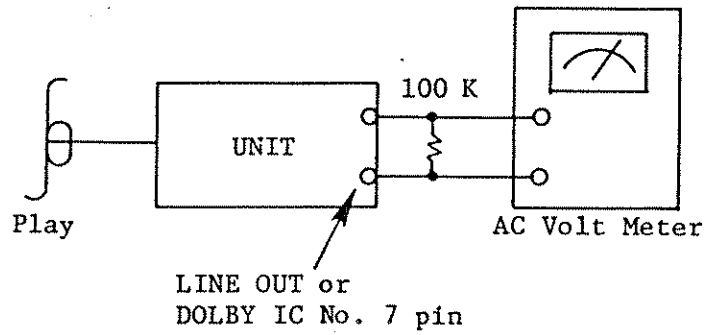 100 K
UNIT
Play
AC Volt Meter
LINE OUT or
DOLBY IC No. 7 pin